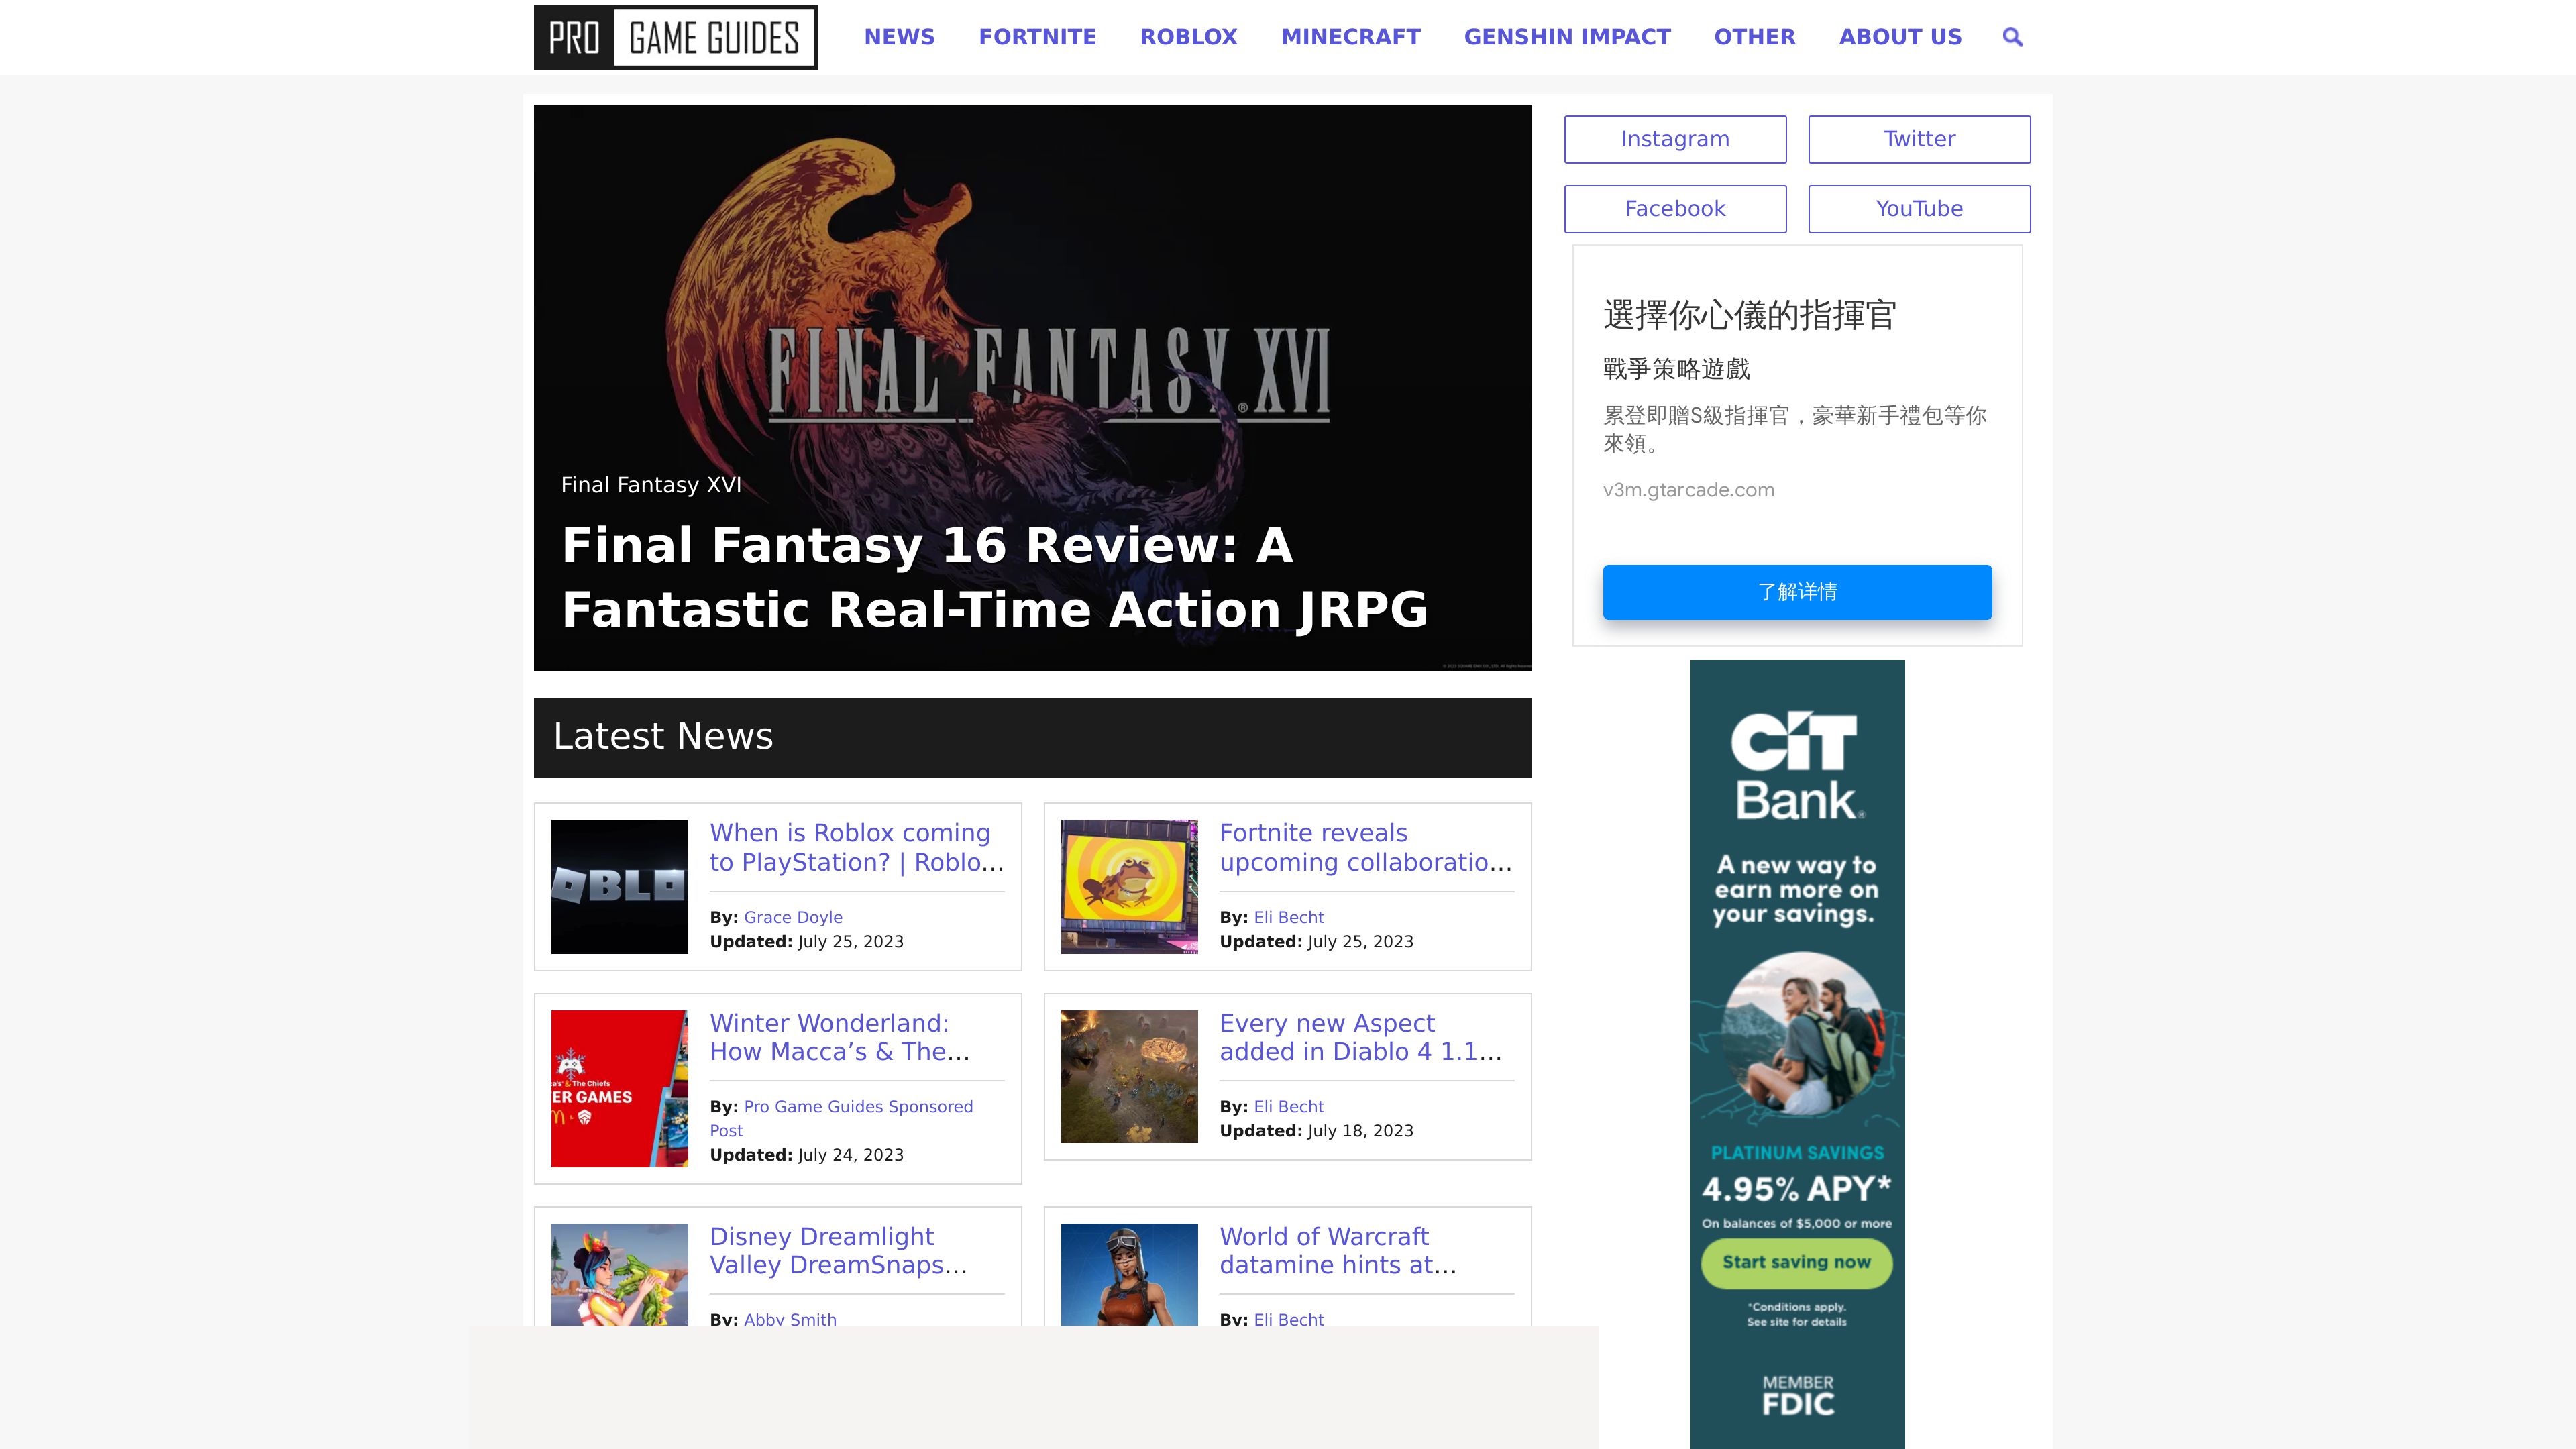 PRO GAME GUIDES
NEWS FORTNITE ROBLOX MINECRAFT GENSHIN IMPACT OTHER ABOUT US
FINAL FANTASY XVI
®
Final Fantasy XVI
Final Fantasy 16 Review: A
Fantastic Real-Time Action JRPG
Instagram
Twitter
Facebook
YouTube
選擇你心儀的指揮官
戰爭策略遊戲
累登即贈S級指揮官，豪華新手禮包等你
來領。
v3m.gtarcade.com
了解详情
Latest News
OBLO
When is Roblox coming
to PlayStation? | Roblo...
By: Grace Doyle
Updated: July 25, 2023
Fortnite reveals
upcoming collaboratio...
By: Eli Becht
Updated: July 25, 2023
a's & The Chiefs
ER GAMES
Winter Wonderland:
How Macca’s & The...
By: Pro Game Guides Sponsored
Post
Updated: July 24, 2023
Every new Aspect
added in Diablo 4 1.1...
By: Eli Becht
Updated: July 18, 2023
Disney Dreamlight
Valley DreamSnaps...
By: Abby Smith
World of Warcraft
datamine hints at...
By: Eli Becht
CiT
Bank®
A new way to
earn more on
your savings.
PLATINUM SAVINGS
4.95% APY*
On balances of $5,000 or more
Start saving now
*Conditions apply.
See site for details
MEMBER
FDIC